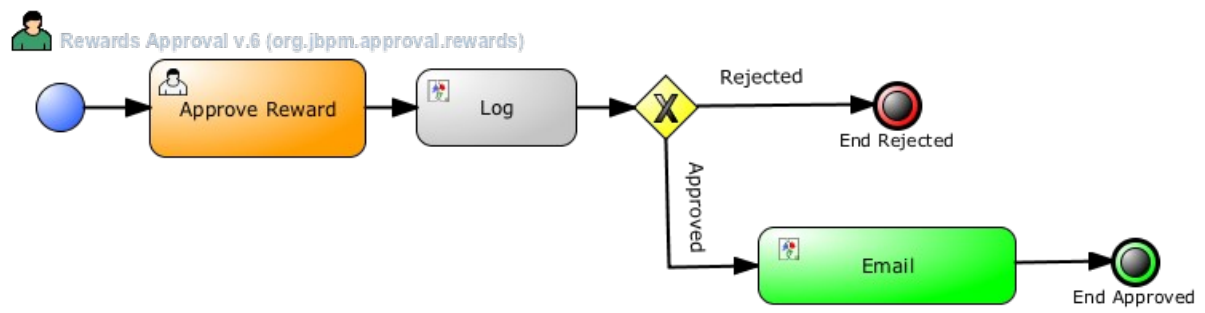 Rewards Approval v.6 (org.jbpm.approval.rewards)
Approve Reward
Log
X
Rejected
End Rejected
Approved
Email
End Approved